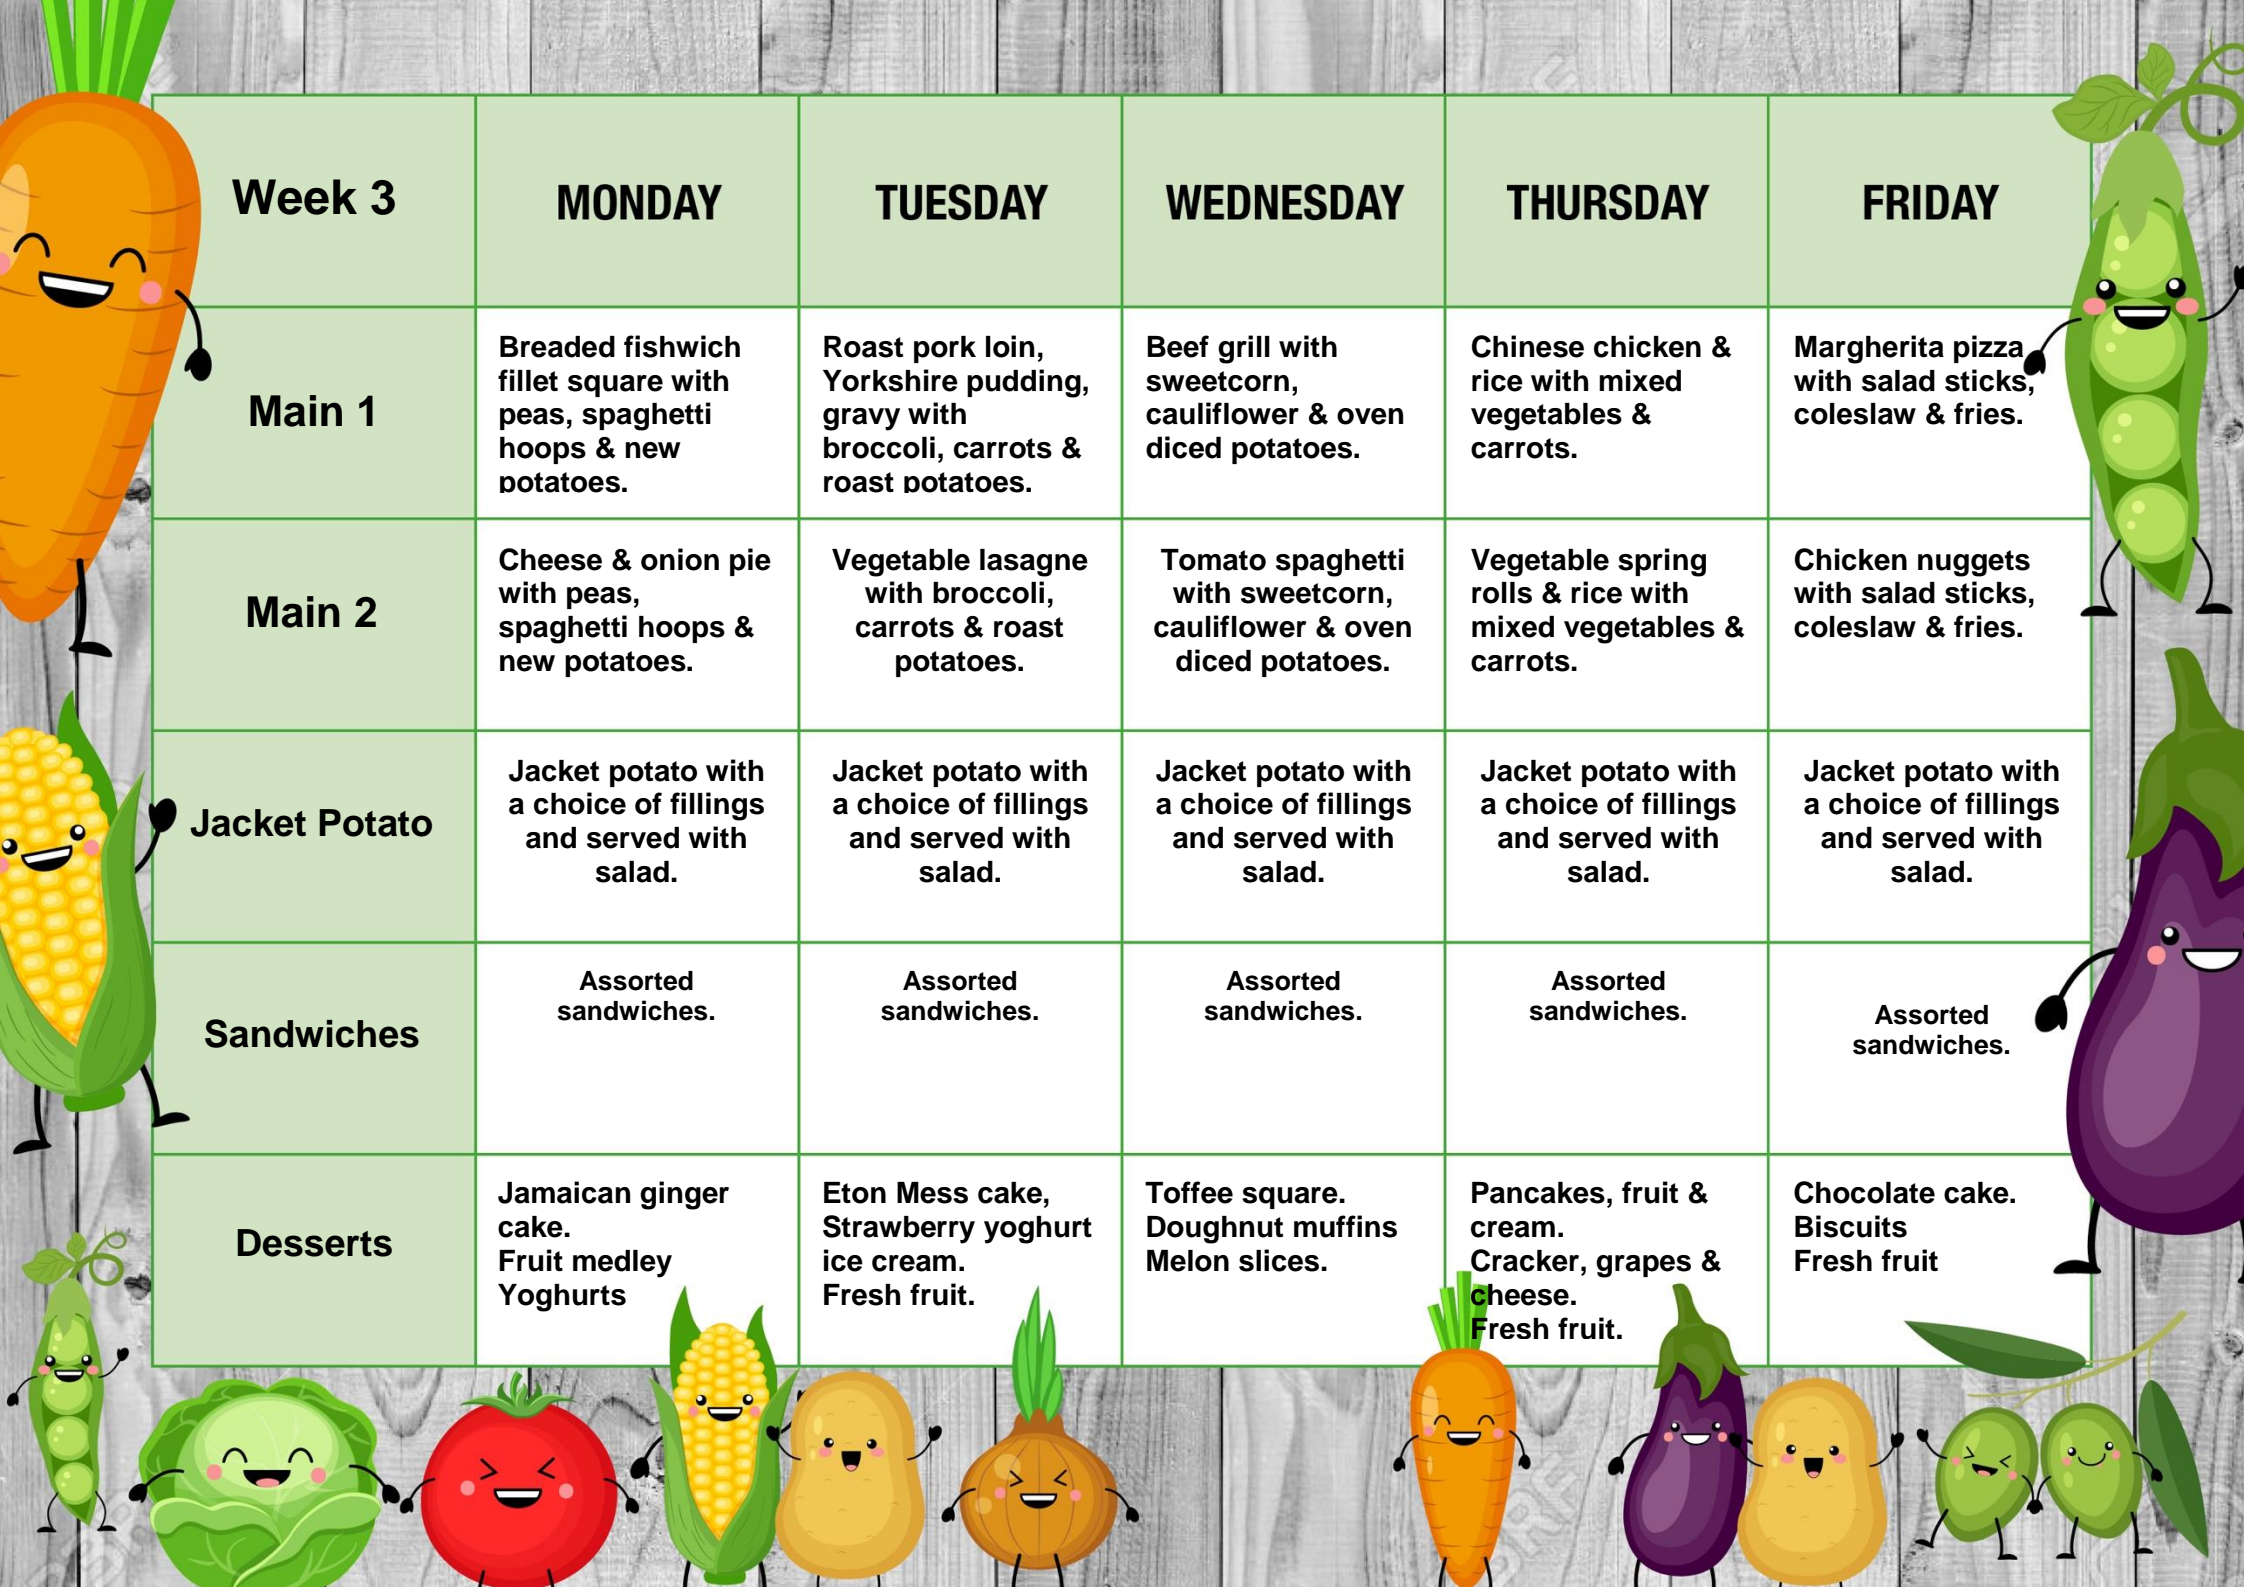 Week 3
MONDAY
TUESDAY
WEDNESDAY
THURSDAY
FRIDAY
Main 1
Breaded fishwich
fillet square with
peas, spaghetti
hoops & new
potatoes.
Roast pork loin,
Yorkshire pudding,
gravy with
broccoli, carrots &
roast potatoes.
Beef grill with
sweetcorn,
cauliflower & oven
diced potatoes.
Chinese chicken &
rice with mixed
vegetables &
carrots.
Margherita pizza
with salad sticks,
coleslaw & fries.
Main 2
Cheese & onion pie
with peas,
spaghetti hoops &
new potatoes.
Vegetable lasagne
with broccoli,
carrots & roast
potatoes.
Tomato spaghetti
with sweetcorn,
cauliflower & oven
diced potatoes.
Vegetable spring
rolls & rice with
mixed vegetables &
carrots.
Chicken nuggets
with salad sticks,
coleslaw & fries.
Jacket Potato
Jacket potato with
a choice of fillings
and served with
salad.
Jacket potato with
a choice of fillings
and served with
salad.
Jacket potato with
a choice of fillings
and served with
salad.
Jacket potato with
a choice of fillings
and served with
salad.
Jacket potato with
a choice of fillings
and served with
salad.
Sandwiches
Assorted
sandwiches.
Assorted
sandwiches.
Assorted
sandwiches.
Assorted
sandwiches.
Assorted
sandwiches.
Desserts
Jamaican ginger
cake.
Fruit medley
Yoghurts
Eton Mess cake,
Strawberry yoghurt
ice cream.
Fresh fruit.
Toffee square.
Doughnut muffins
Melon slices.
Pancakes, fruit &
cream.
Cracker, grapes &
cheese.
Fresh fruit.
Chocolate cake.
Biscuits
Fresh fruit